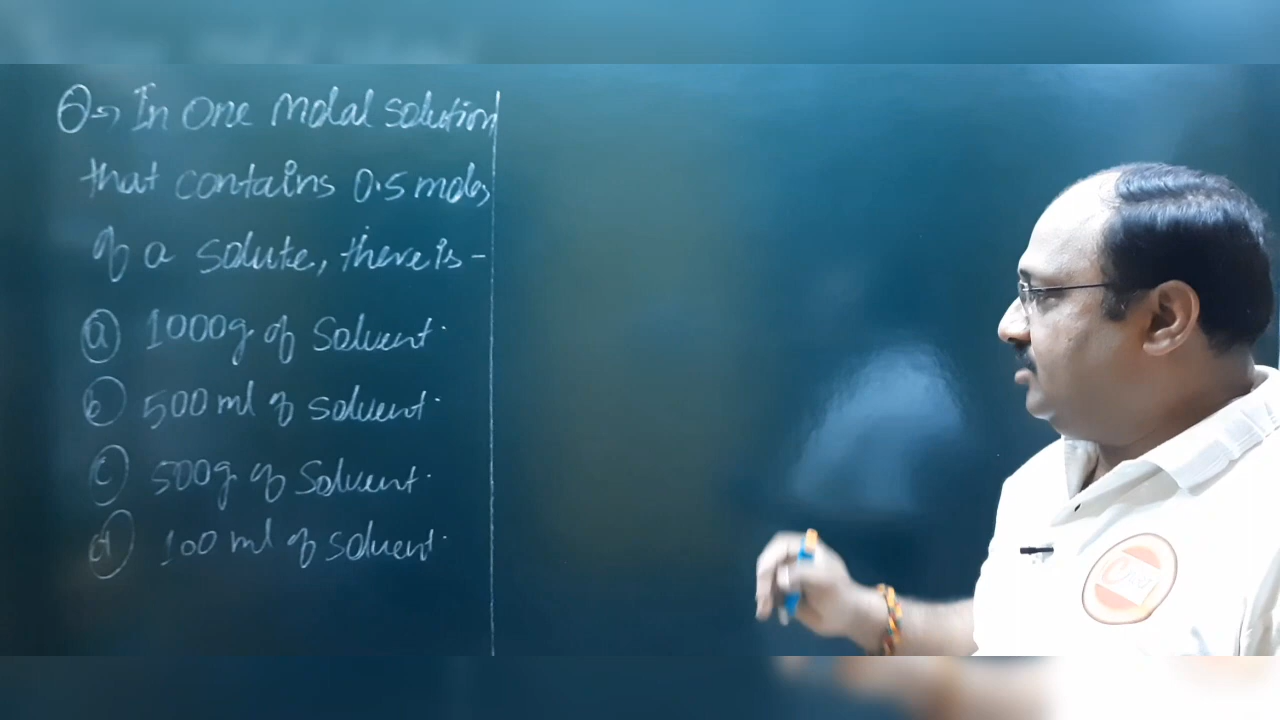 Q→ In One Molal solution
that contains 0.5 moles
of a solute, there is -
(a) 1000g of Solvent.
(b) 500 ml of solvent.
(c) 500g of Solvent.
(d) 100 ml of solvent.